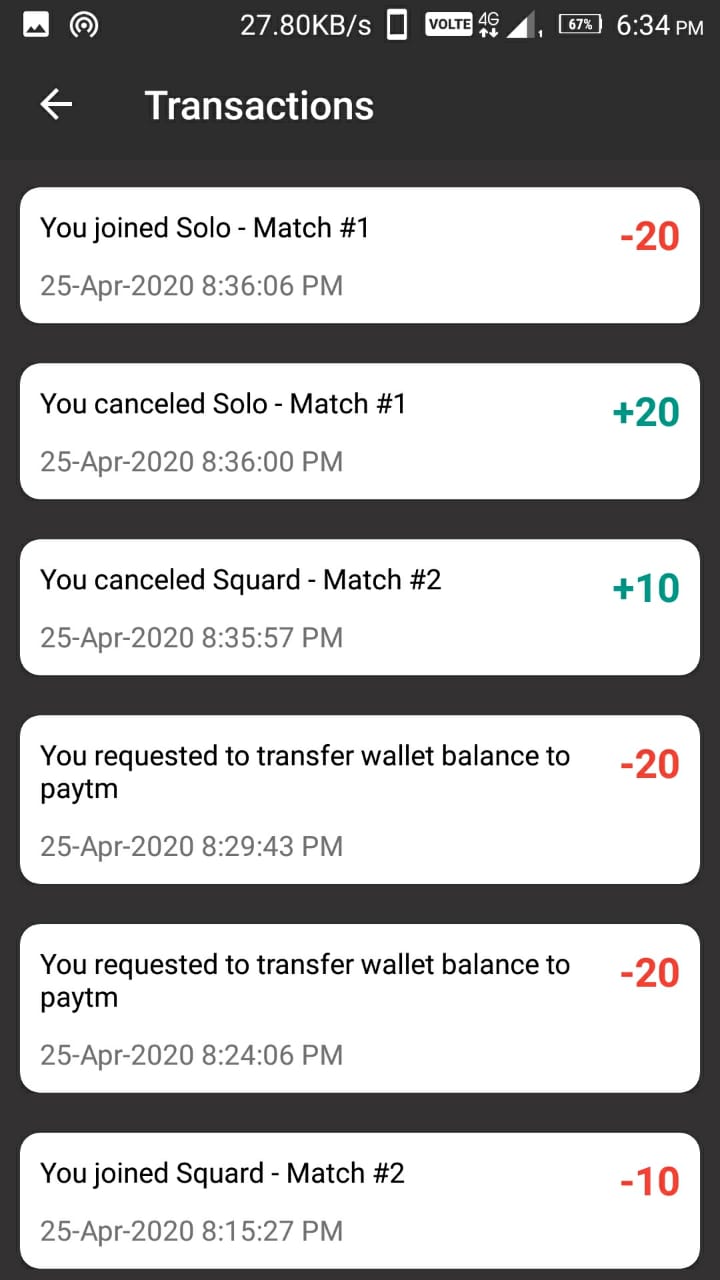 27.80KB/s VOLTE 4G 67% 6:34 PM
Transactions
You joined Solo - Match #1
-20
25-Apr-2020 8:36:06 PM
You canceled Solo - Match #1
+20
25-Apr-2020 8:36:00 PM
You canceled Squard - Match #2
+10
25-Apr-2020 8:35:57 PM
You requested to transfer wallet balance to
paytm
-20
25-Apr-2020 8:29:43 PM
You requested to transfer wallet balance to
paytm
-20
25-Apr-2020 8:24:06 PM
You joined Squard - Match #2
-10
25-Apr-2020 8:15:27 PM